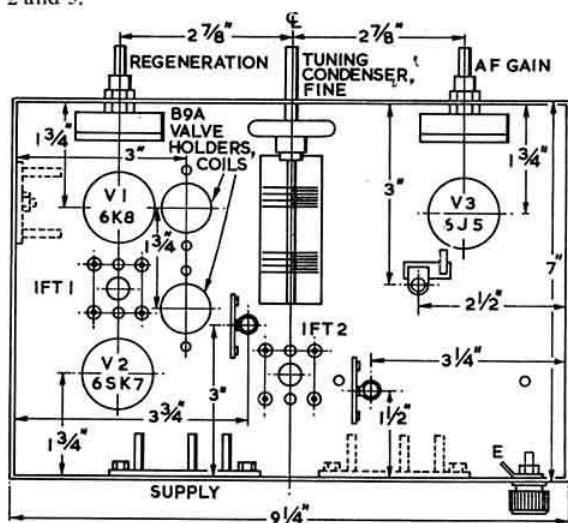 2 and 3.
2 7/8"
℄
2 7/8"
REGENERATION
TUNING
CONDENSER,
FINE
AF GAIN
1 3/4"
3"
B9A
VALVE
HOLDERS,
COILS
3"
1 3/4"
V1
6K8
1 3/4"
V3
6J5
7"
IFT 1
2 1/2"
IFT 2
V2
6SK7
3 1/4"
3"
3 3/4"
1 3/4"
1 1/2"
E
SUPPLY
9 1/4"